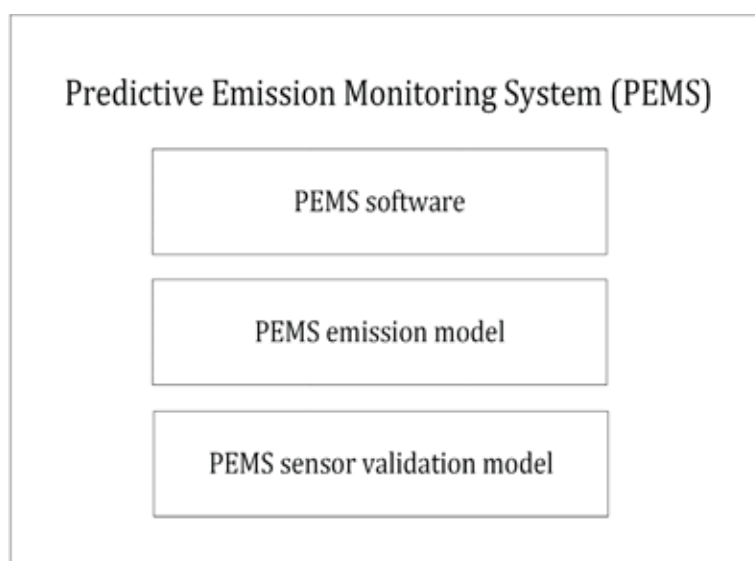 Predictive Emission Monitoring System (PEMS)
PEMS software
PEMS emission model
PEMS sensor validation model